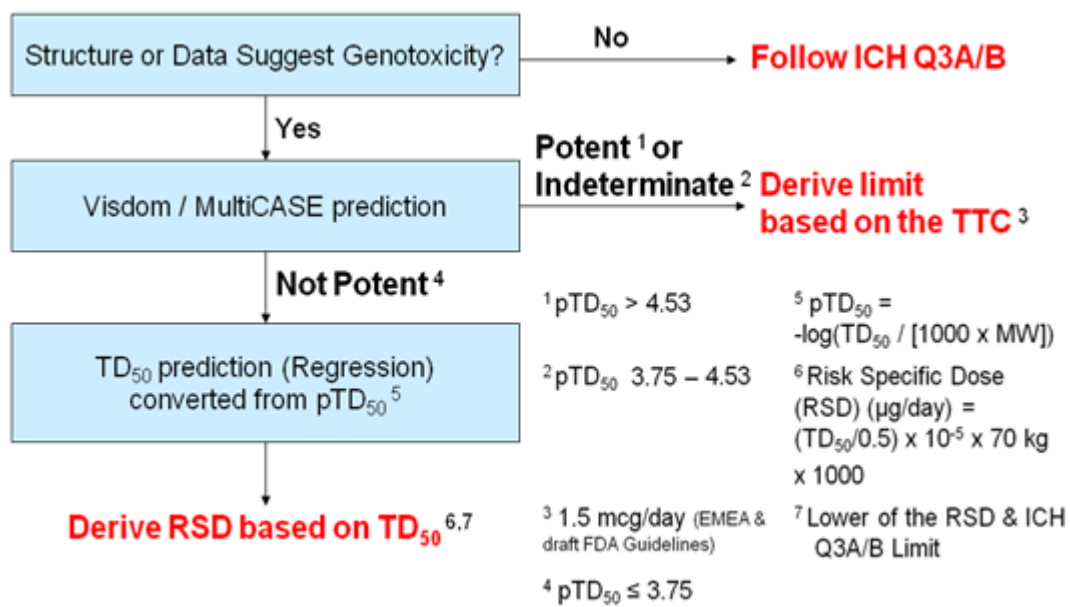 Structure or Data Suggest Genotoxicity?
No
Follow ICH Q3A/B
Yes
Visdom / MultiCASE prediction
Potent ¹ or
Indeterminate ²
Derive limit
based on the TTC ³
Not Potent ⁴
TD₅₀ prediction (Regression)
converted from pTD₅₀ ⁵
Derive RSD based on TD₅₀ ⁶,⁷
¹ pTD₅₀ > 4.53
² pTD₅₀ 3.75 – 4.53
³ 1.5 mcg/day (EMEA &
draft FDA Guidelines)
⁴ pTD₅₀ ≤ 3.75
⁵ pTD₅₀ =
-log(TD₅₀ / [1000 x MW])
⁶ Risk Specific Dose
(RSD) (µg/day) =
(TD₅₀/0.5) x 10⁻⁵ x 70 kg
x 1000
⁷ Lower of the RSD & ICH
Q3A/B Limit